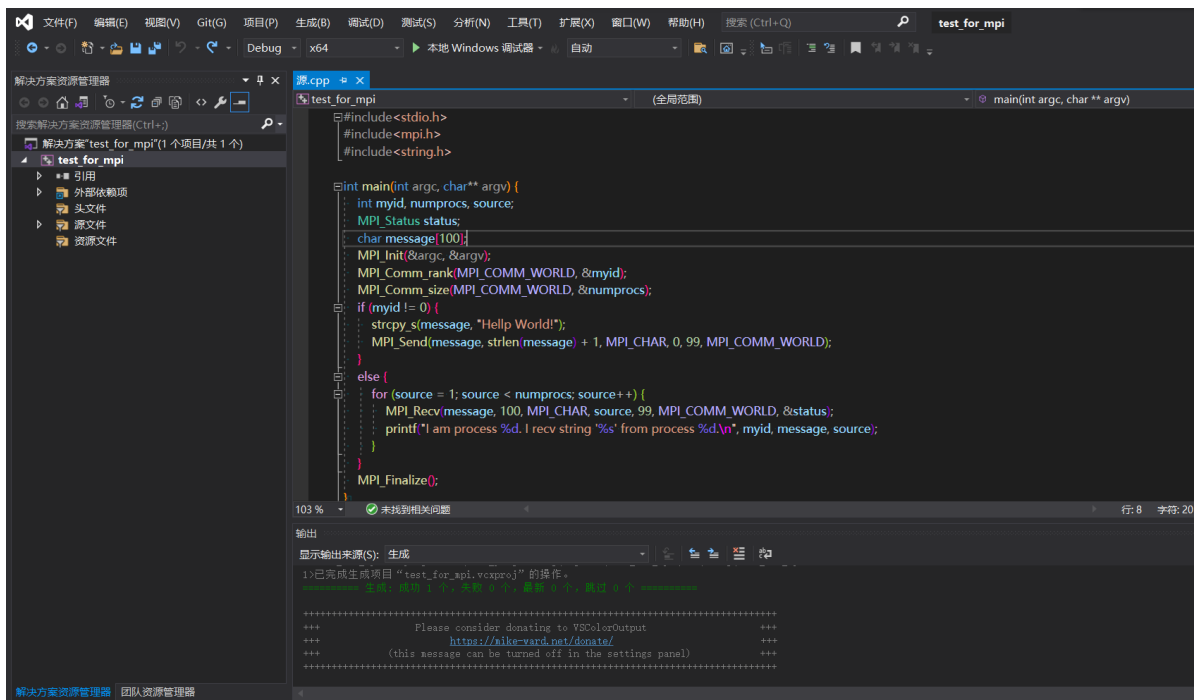 文件(F) 编辑(E) 视图(V) Git(G) 项目(P) 生成(B) 调试(D) 测试(S) 分析(N) 工具(T) 扩展(X) 窗口(W) 帮助(H) 搜索 (Ctrl+Q) test_for_mpi
Debug x64 本地 Windows 调试器 自动
解决方案资源管理器
搜索解决方案资源管理器(Ctrl+;)
解决方案"test_for_mpi"(1 个项目/共 1 个)
test_for_mpi
引用
外部依赖项
头文件
源文件
资源文件
源.cpp
test_for_mpi (全局范围) main(int argc, char ** argv)
#include<stdio.h>
#include<mpi.h>
#include<string.h>
int main(int argc, char** argv) {
int myid, numprocs, source;
MPI_Status status;
char message[100];
MPI_Init(&argc, &argv);
MPI_Comm_rank(MPI_COMM_WORLD, &myid);
MPI_Comm_size(MPI_COMM_WORLD, &numprocs);
if (myid != 0) {
strcpy_s(message, "Hellp World!");
MPI_Send(message, strlen(message) + 1, MPI_CHAR, 0, 99, MPI_COMM_WORLD);
}
else {
for (source = 1; source < numprocs; source++) {
MPI_Recv(message, 100, MPI_CHAR, source, 99, MPI_COMM_WORLD, &status);
printf("I am process %d. I recv string '%s' from process %d.\n", myid, message, source);
}
}
MPI_Finalize();
}
103 % 未找到相关问题 行: 8 字符: 20
输出
显示输出来源(S): 生成
1>已完成生成项目“test_for_mpi.vcxproj”的操作。
========== 生成: 成功 1 个，失败 0 个，最新 0 个，跳过 0 个 ==========
+++ Please consider donating to VSColorOutput +++
+++ https://mike-ward.net/donate/ +++
+++ (this message can be turned off in the settings panel) +++
解决方案资源管理器 团队资源管理器